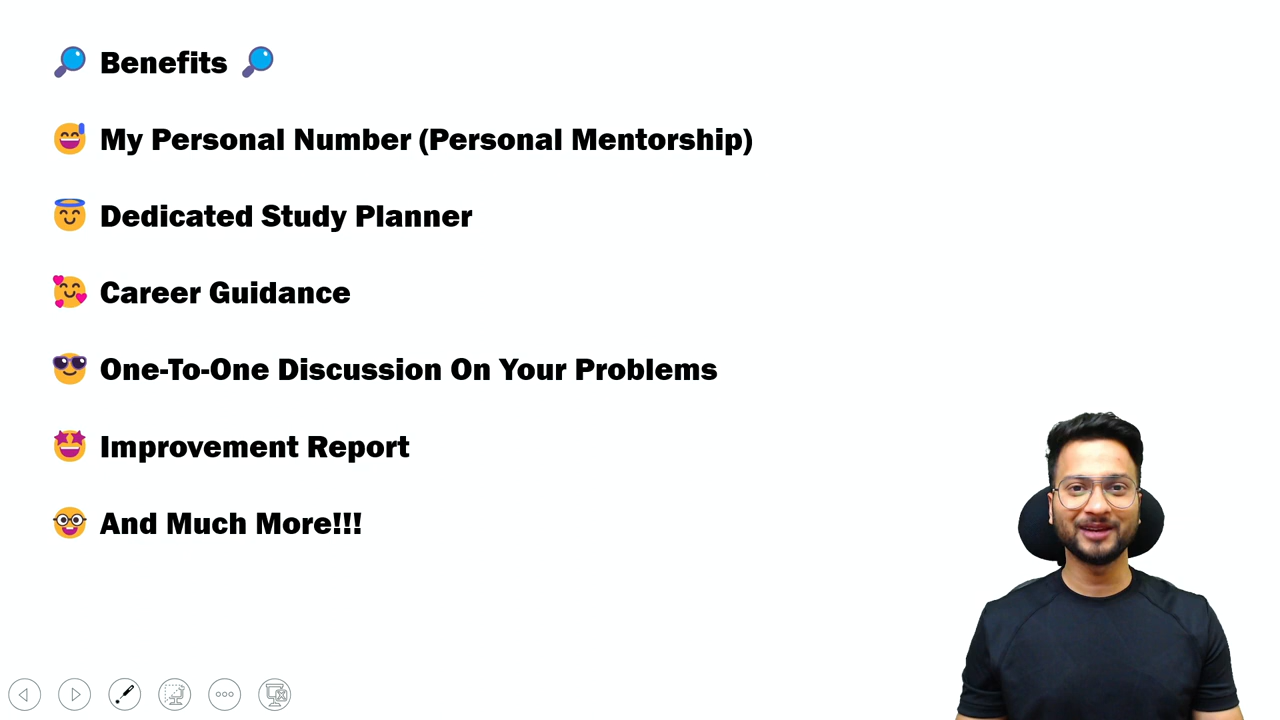 🔎 Benefits 🔎
😅 My Personal Number (Personal Mentorship)
😇 Dedicated Study Planner
🥰 Career Guidance
😎 One-To-One Discussion On Your Problems
🤩 Improvement Report
🤓 And Much More!!!